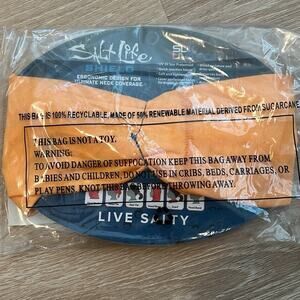 Salt Life
SHIELD
ERGONOMIC DESIGN FOR
ULTIMATE NECK COVERAGE
THIS BAG IS 100% RECYCLABLE, MADE OF 50% RENEWABLE MATERIAL DERIVED FROM SUGARCANE
THIS BAG IS NOT A TOY.
WARNING:
TO AVOID DANGER OF SUFFOCATION KEEP THIS BAG AWAY FROM
BABIES AND CHILDREN, DO NOT USE IN CRIBS, BEDS, CARRIAGES, OR
PLAY PENS, KNOT THIS BAG BEFORE THROWING AWAY.
LIVE SALTY